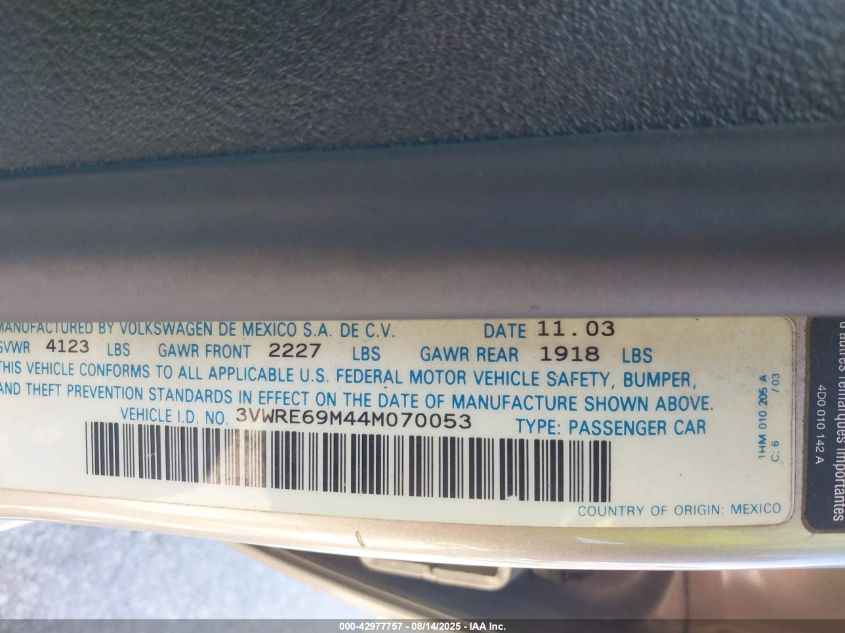 MANUFACTURED BY VOLKSWAGEN DE MEXICO S.A. DE C.V. DATE 11.03
GVWR 4123 LBS GAWR FRONT 2227 LBS GAWR REAR 1918 LBS
THIS VEHICLE CONFORMS TO ALL APPLICABLE U.S. FEDERAL MOTOR VEHICLE SAFETY, BUMPER,
AND THEFT PREVENTION STANDARDS IN EFFECT ON THE DATE OF MANUFACTURE SHOWN ABOVE.
VEHICLE I.D. NO. 3VWRE69M44M070053 TYPE: PASSENGER CAR
COUNTRY OF ORIGIN: MEXICO
1HM 010 205 A
C: 6 / 03
4D0 010 142 A
d'autres remarques importantes
000-42977757 - 08/14/2025 - IAA Inc.